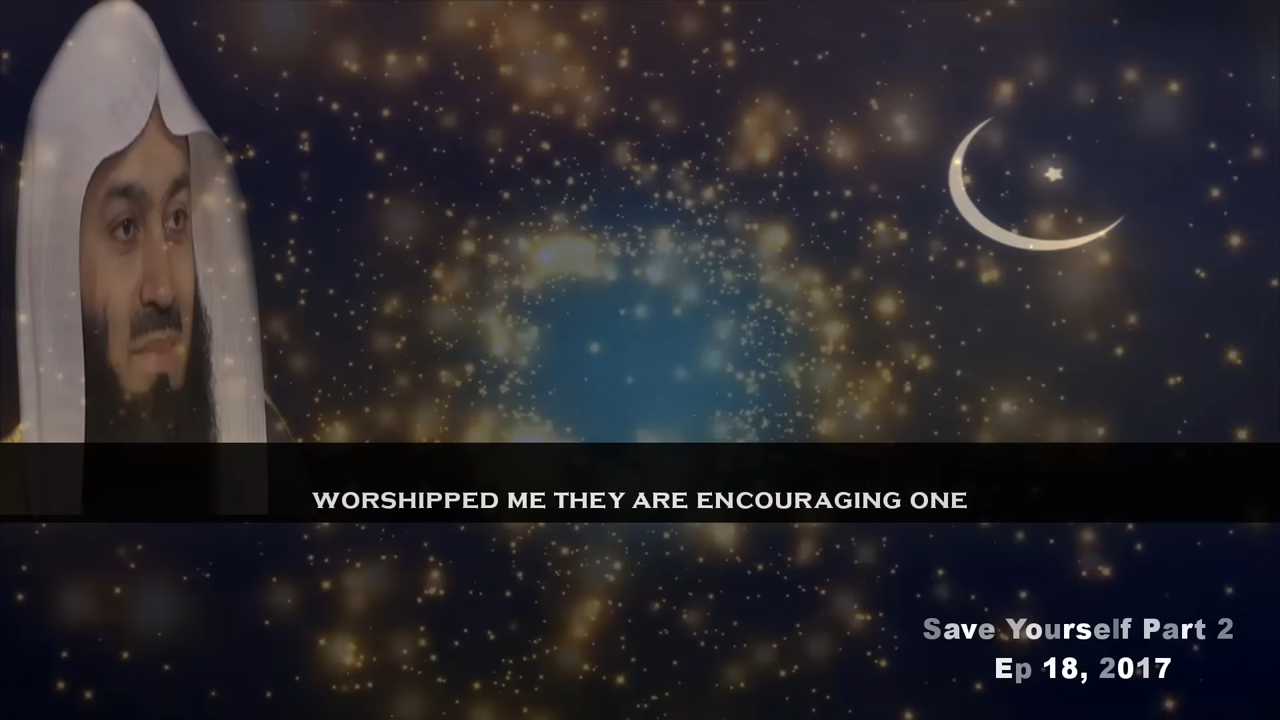 WORSHIPPED ME THEY ARE ENCOURAGING ONE
Save Yourself Part 2
Ep 18, 2017